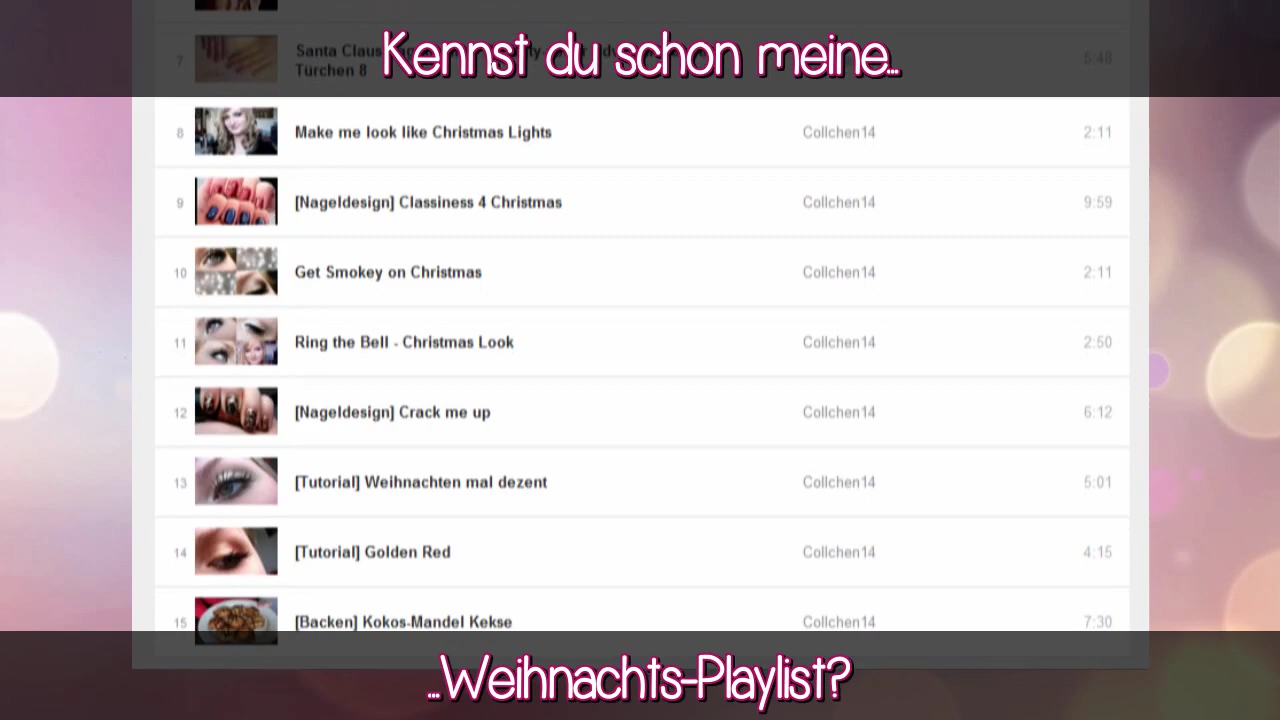 Kennst du schon meine...
7 Santa Claus 5:48
Türchen 8
8 Make me look like Christmas Lights Collchen14 2:11
9 [Nageldesign] Classiness 4 Christmas Collchen14 9:59
10 Get Smokey on Christmas Collchen14 2:11
11 Ring the Bell - Christmas Look Collchen14 2:50
12 [Nageldesign] Crack me up Collchen14 6:12
13 [Tutorial] Weihnachten mal dezent Collchen14 5:01
14 [Tutorial] Golden Red Collchen14 4:15
15 [Backen] Kokos-Mandel Kekse Collchen14 7:30
...Weihnachts-Playlist?